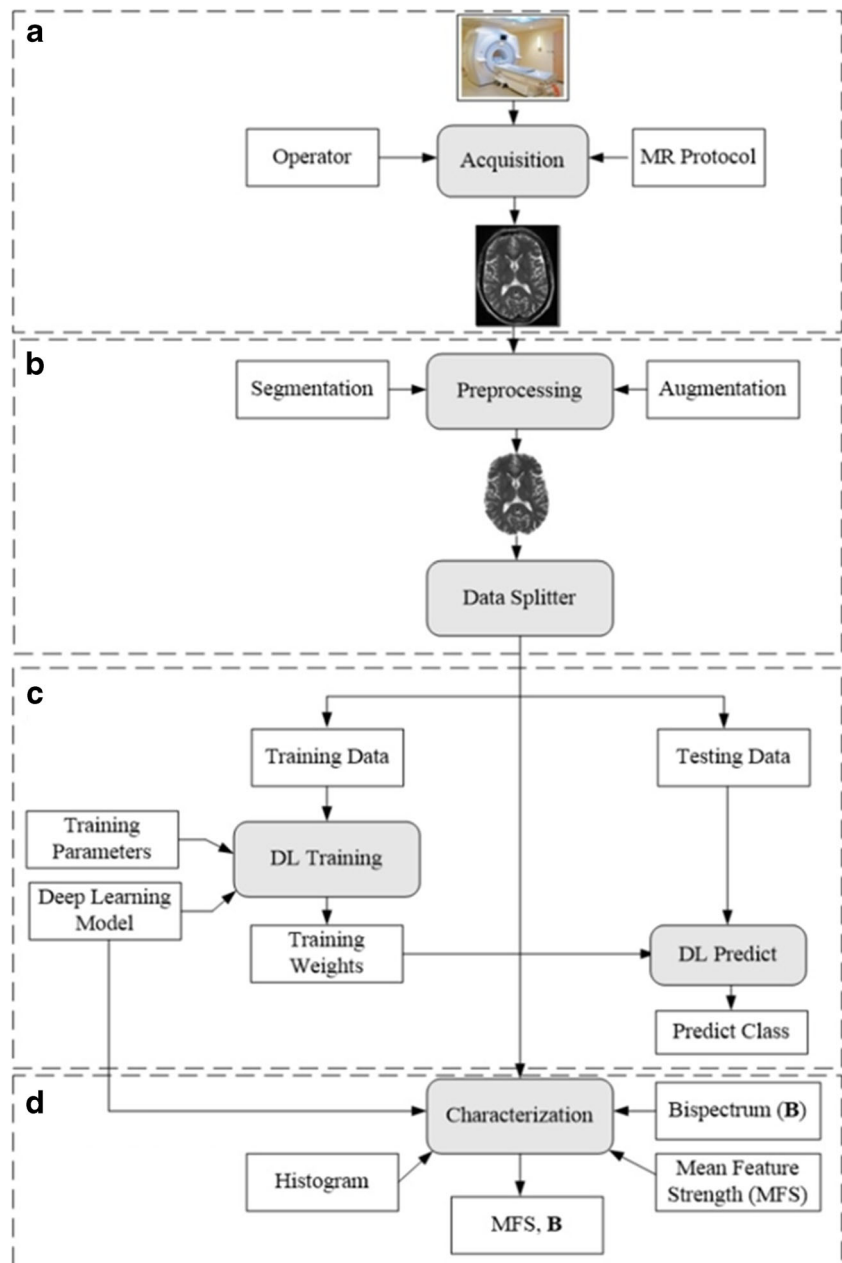 a
Operator
Acquisition
MR Protocol
b
Segmentation
Preprocessing
Augmentation
Data Splitter
c
Training Data
Testing Data
Training
Parameters
DL Training
Deep Learning
Model
Training
Weights
DL Predict
Predict Class
d
Characterization
Bispectrum (B)
Histogram
Mean Feature
Strength (MFS)
MFS, B